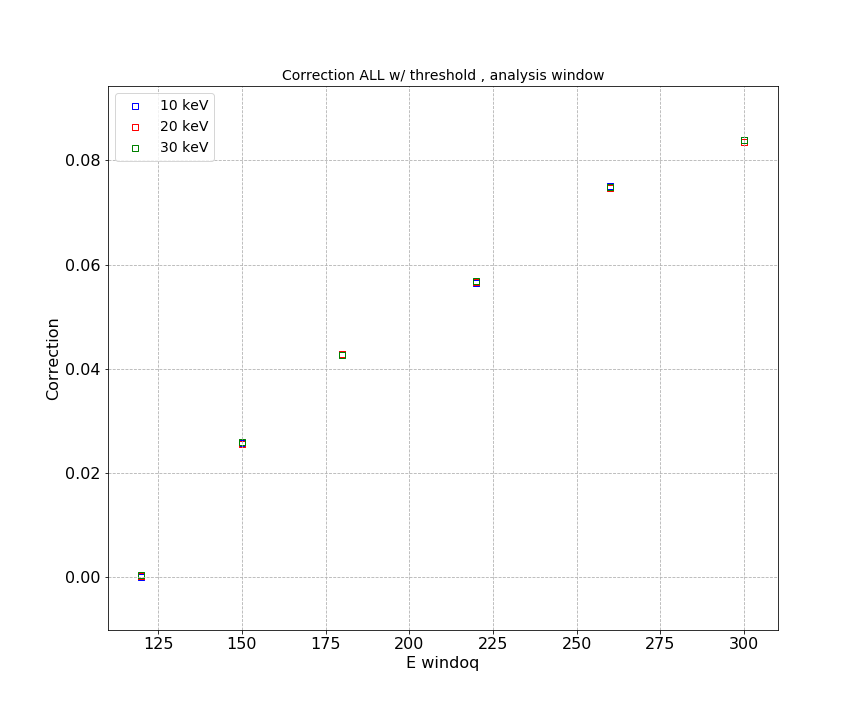 Correction ALL w/ threshold , analysis window
10 keV
20 keV
30 keV
0.08
0.06
0.04
0.02
0.00
Correction
125 150 175 200 225 250 275 300
E windoq